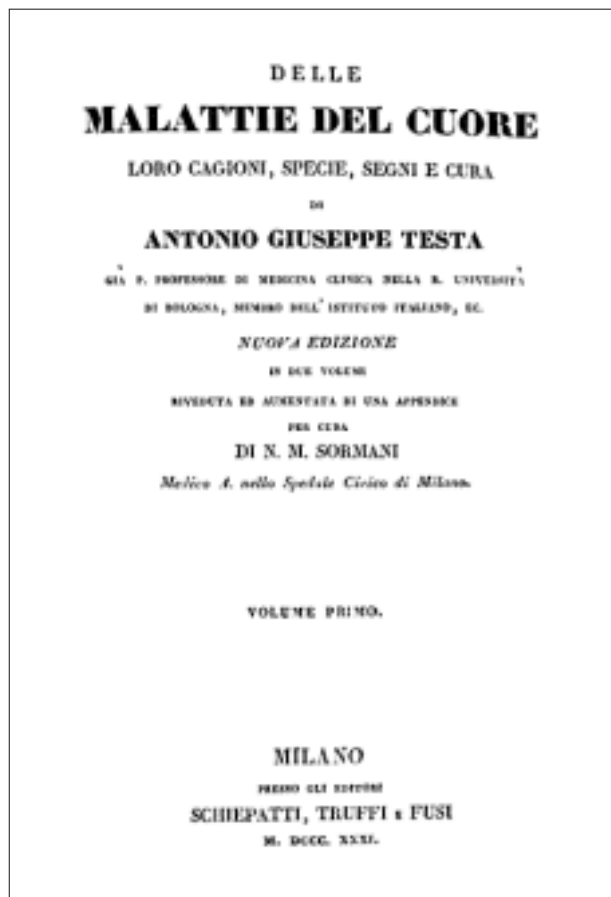 DELLE
MALATTIE DEL CUORE
LORO CAGIONI, SPECIE, SEGNI E CURA
DI
ANTONIO GIUSEPPE TESTA
GIÀ P. PROFESSORE DI MEDICINA CLINICA NELLA R. UNIVERSITÀ
DI BOLOGNA, MEMBRO DELL' ISTITUTO ITALIANO, EC.
NUOVA EDIZIONE
IN DUE VOLUMI
RIVEDUTA ED AUMENTATA DI UNA APPENDICE
PER CURA
DI N. M. SORMANI
Medico A. nello Spedale Civico di Milano.
VOLUME PRIMO.
MILANO
PRESSO GLI EDITORI
SCHIEPATTI, TRUFFI e FUSI
M. DCCC. XXXI.